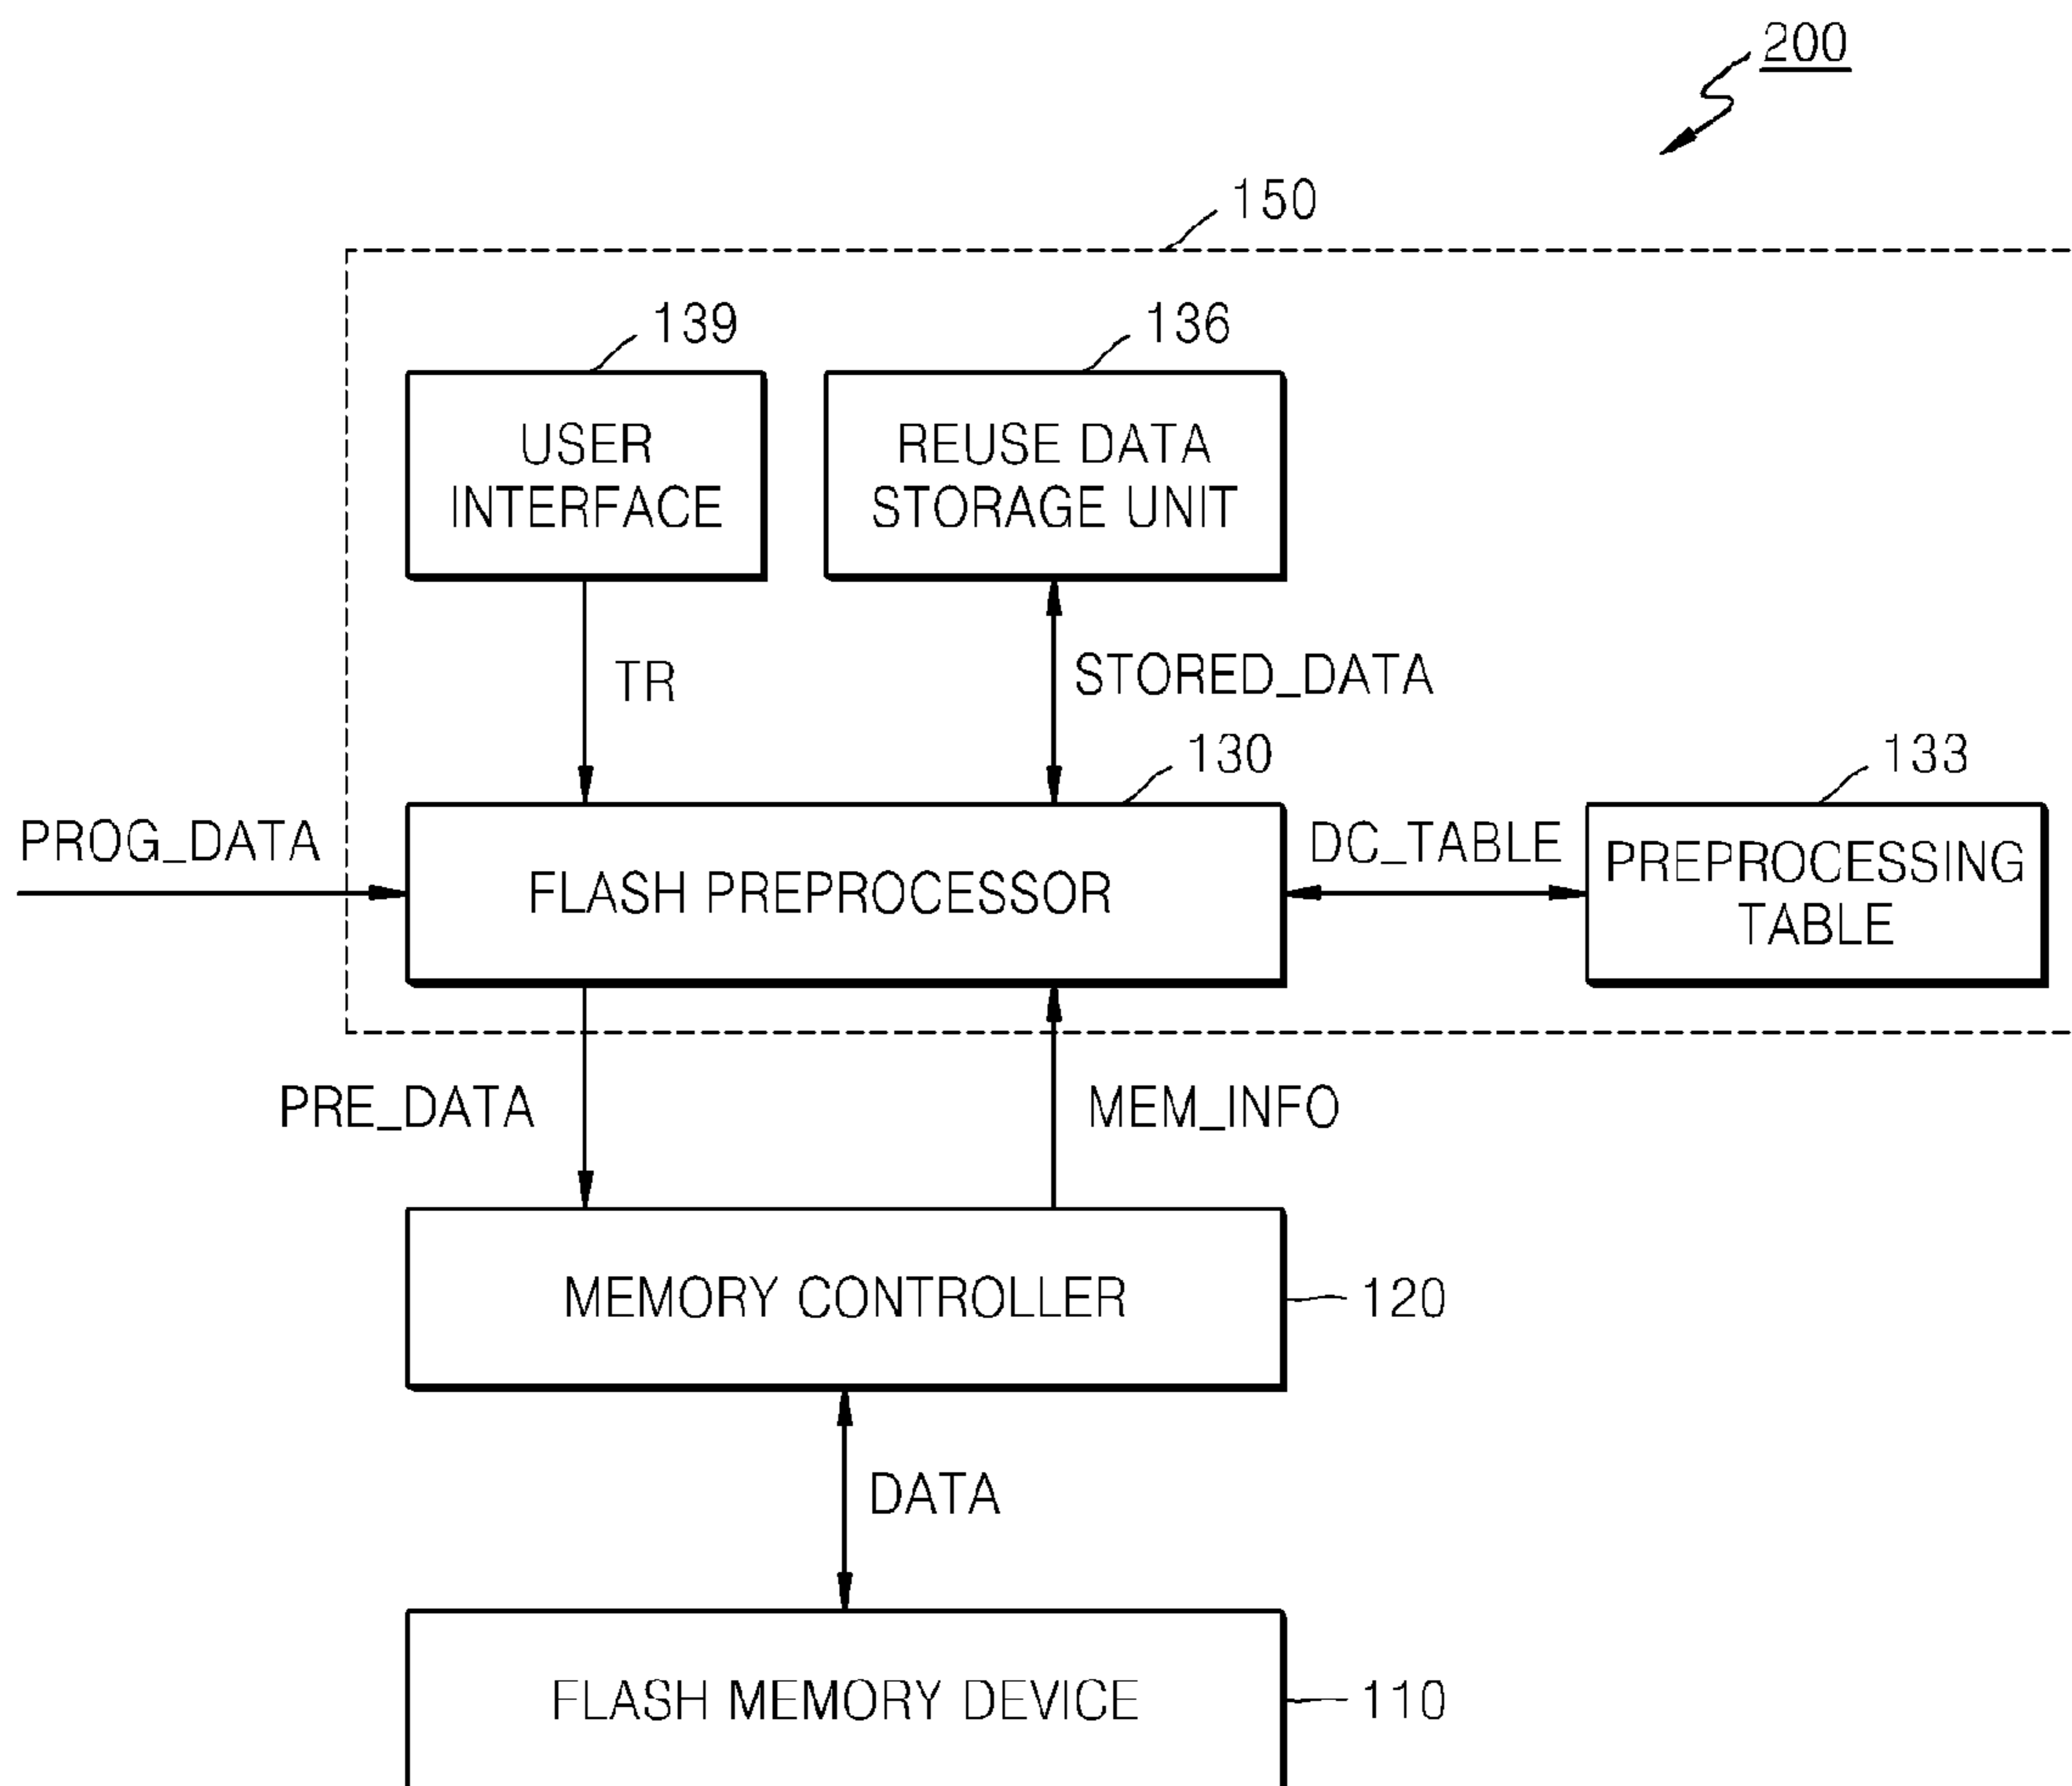 200
150
139
136
USER
INTERFACE
REUSE DATA
STORAGE UNIT
TR
STORED_DATA
130
133
PROG_DATA
FLASH PREPROCESSOR
DC_TABLE
PREPROCESSING
TABLE
PRE_DATA
MEM_INFO
MEMORY CONTROLLER
120
DATA
FLASH MEMORY DEVICE
110